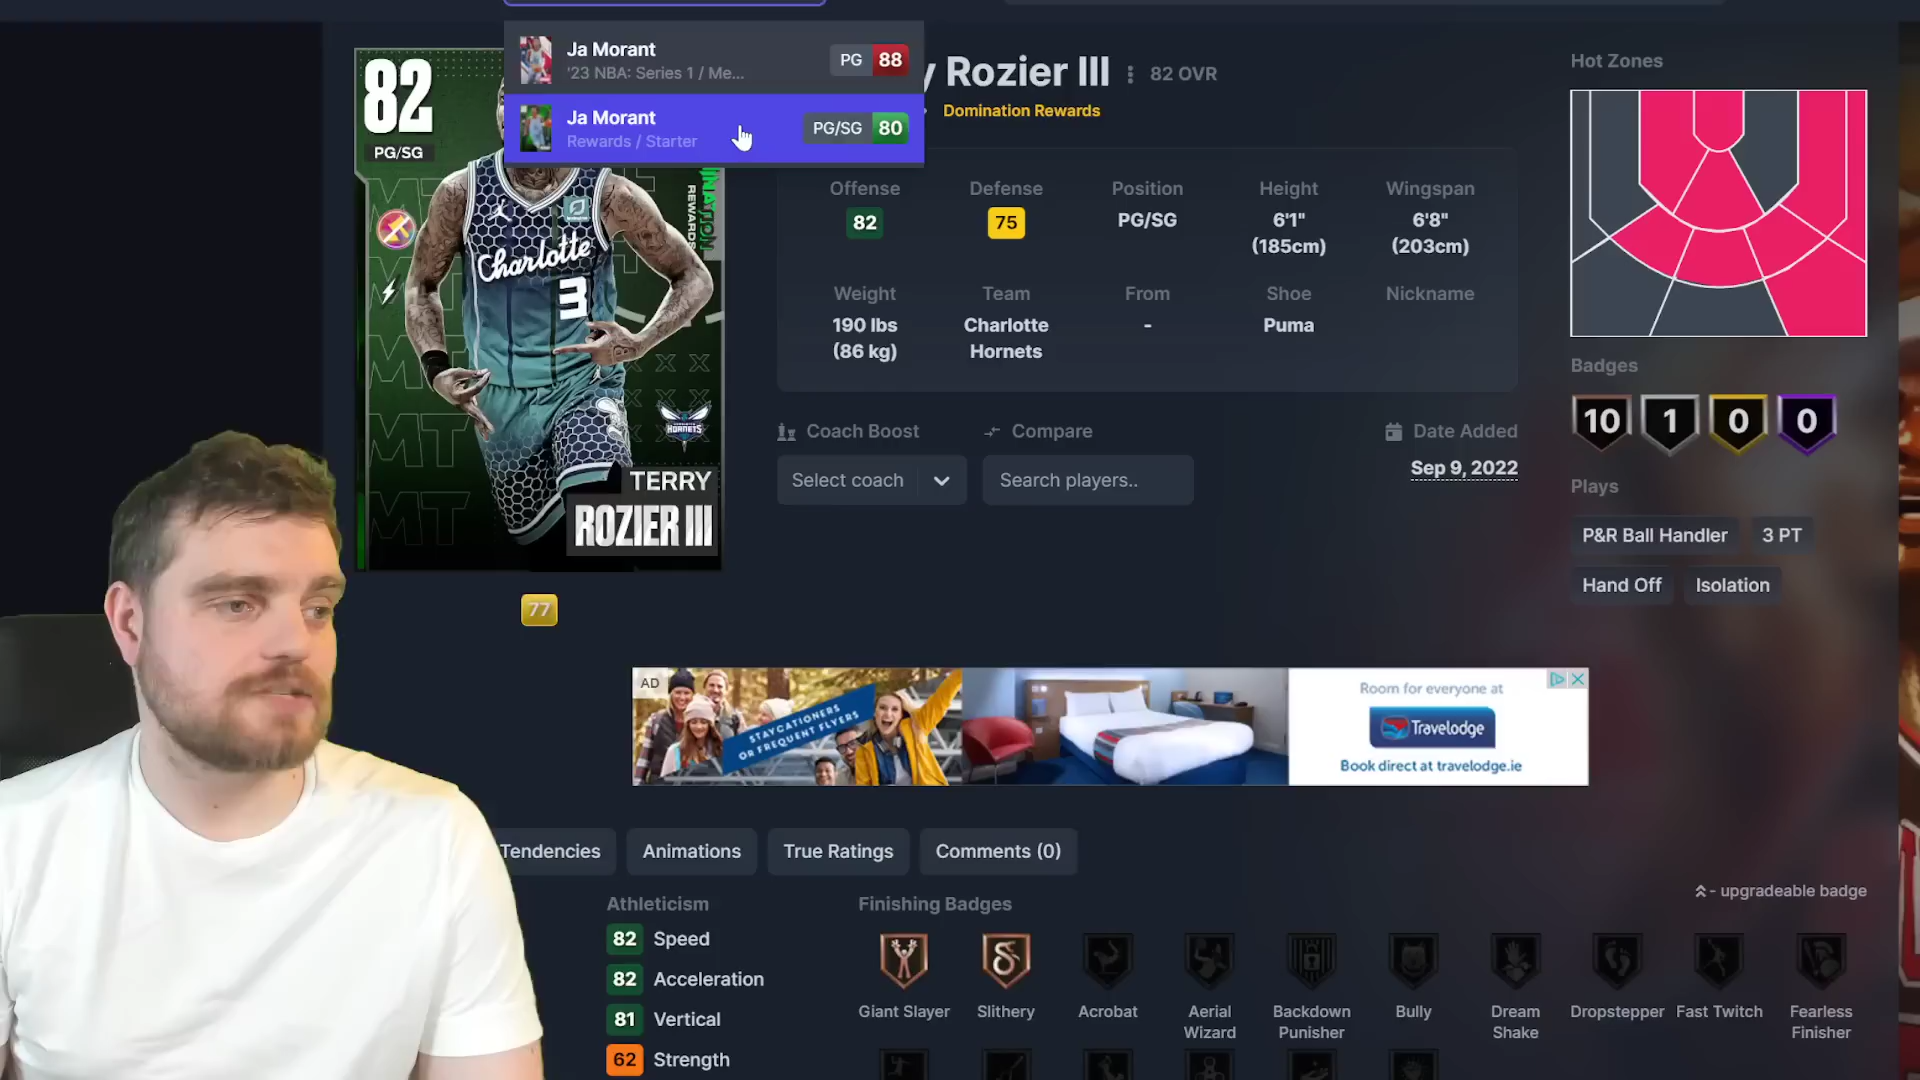 Ja Morant
'23 NBA: Series 1 / Me...
PG 88
Ja Morant
Rewards / Starter
PG/SG 80
Rozier III
82 OVR
Domination Rewards
82
PG/SG
REWARDS
Charlotte
3
HORNETS
TERRY
ROZIER III
77
Offense
82
Defense
75
Position
PG/SG
Height
6'1"
(185cm)
Wingspan
6'8"
(203cm)
Weight
190 lbs
(86 kg)
Team
Charlotte
Hornets
From
-
Shoe
Puma
Nickname
Coach Boost
Select coach
Compare
Search players..
Date Added
Sep 9, 2022
Hot Zones
Badges
10 1 0 0
Plays
P&R Ball Handler
3 PT
Hand Off
Isolation
AD
STAYCATIONERS
OR FREQUENT FLYERS
Room for everyone at
Travelodge
Book direct at travelodge.ie
Tendencies
Animations
True Ratings
Comments (0)
- upgradeable badge
Athleticism
82 Speed
82 Acceleration
81 Vertical
62 Strength
Finishing Badges
Giant Slayer
Slithery
Acrobat
Aerial
Wizard
Backdown
Punisher
Bully
Dream
Shake
Dropstepper
Fast Twitch
Fearless
Finisher